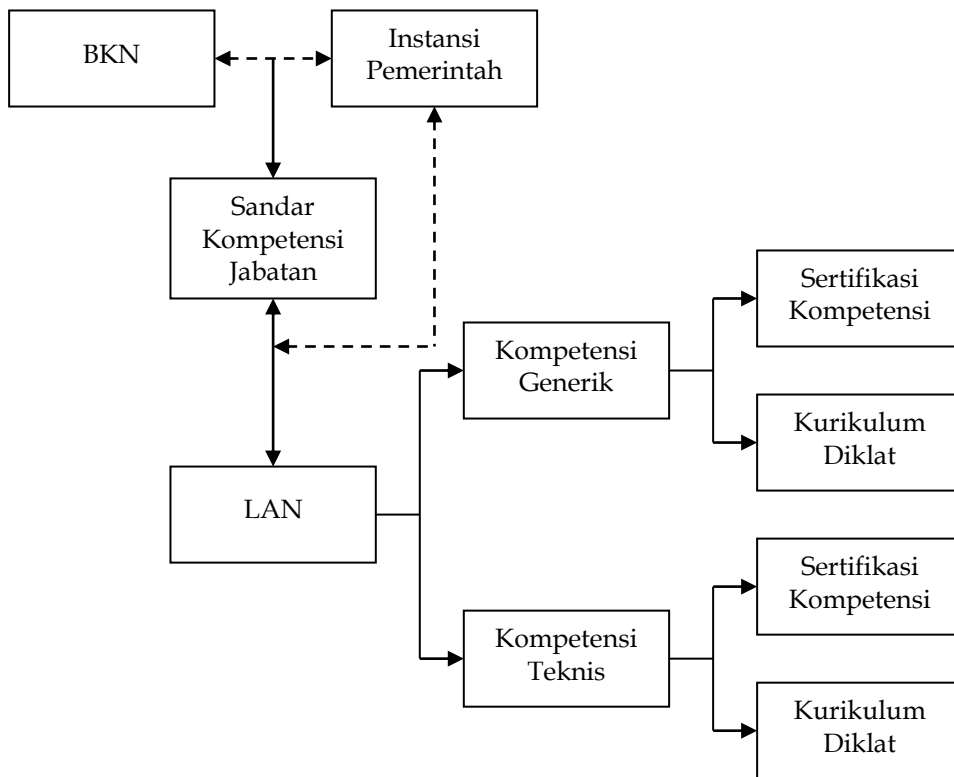 BKN
Instansi
Pemerintah
Sandar
Kompetensi
Jabatan
Sertifikasi
Kompetensi
Kompetensi
Generik
Kurikulum
Diklat
LAN
Sertifikasi
Kompetensi
Kompetensi
Teknis
Kurikulum
Diklat